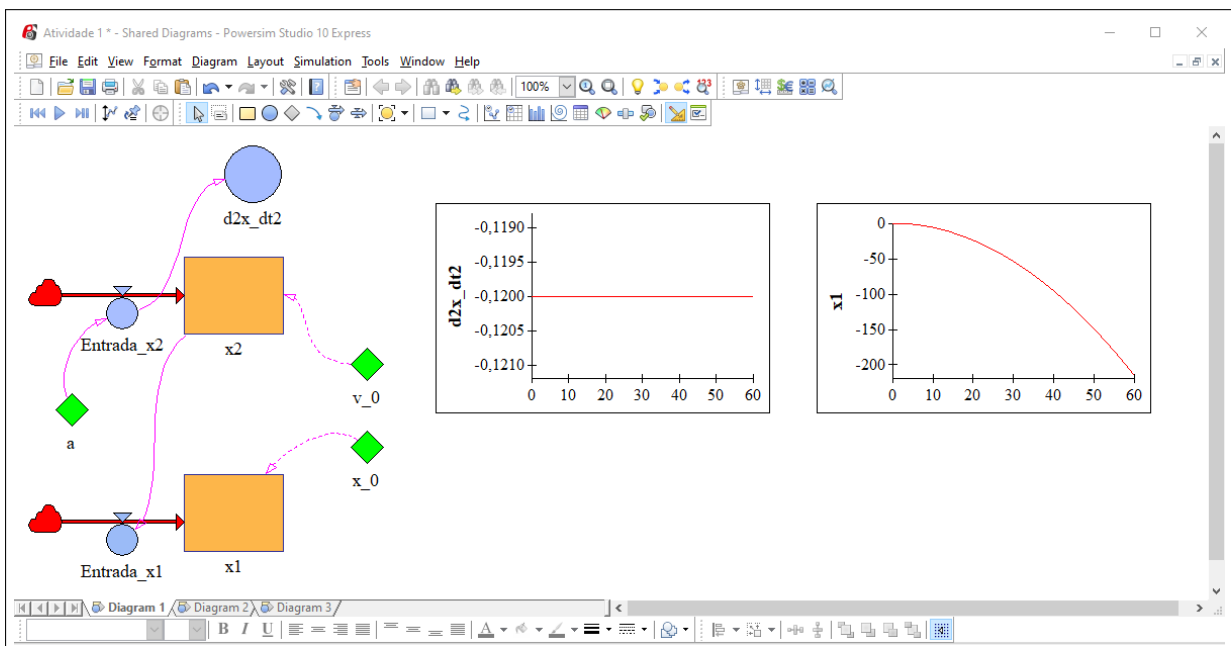 Atividade 1 * - Shared Diagrams - Powersim Studio 10 Express
File Edit View Format Diagram Layout Simulation Tools Window Help
100%
123
d2x_dt2
Entrada_x2
x2
v_0
a
x_0
Entrada_x1
x1
d2x_dt2
-0,1190
-0,1195
-0,1200
-0,1205
-0,1210
0 10 20 30 40 50 60
x1
0
-50
-100
-150
-200
0 10 20 30 40 50 60
Diagram 1 Diagram 2 Diagram 3
B I U A